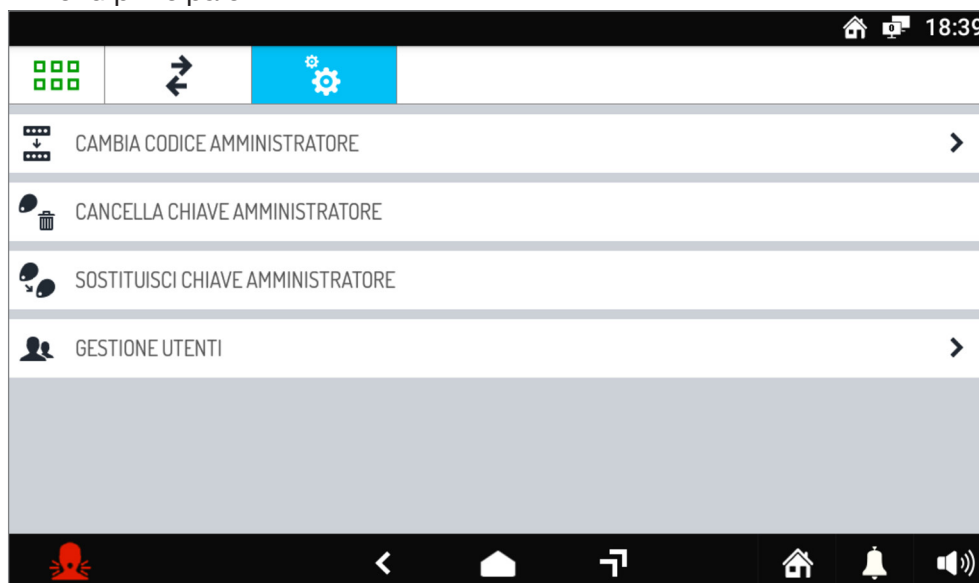 18:39
CAMBIA CODICE AMMINISTRATORE
CANCELLA CHIAVE AMMINISTRATORE
SOSTITUISCI CHIAVE AMMINISTRATORE
GESTIONE UTENTI